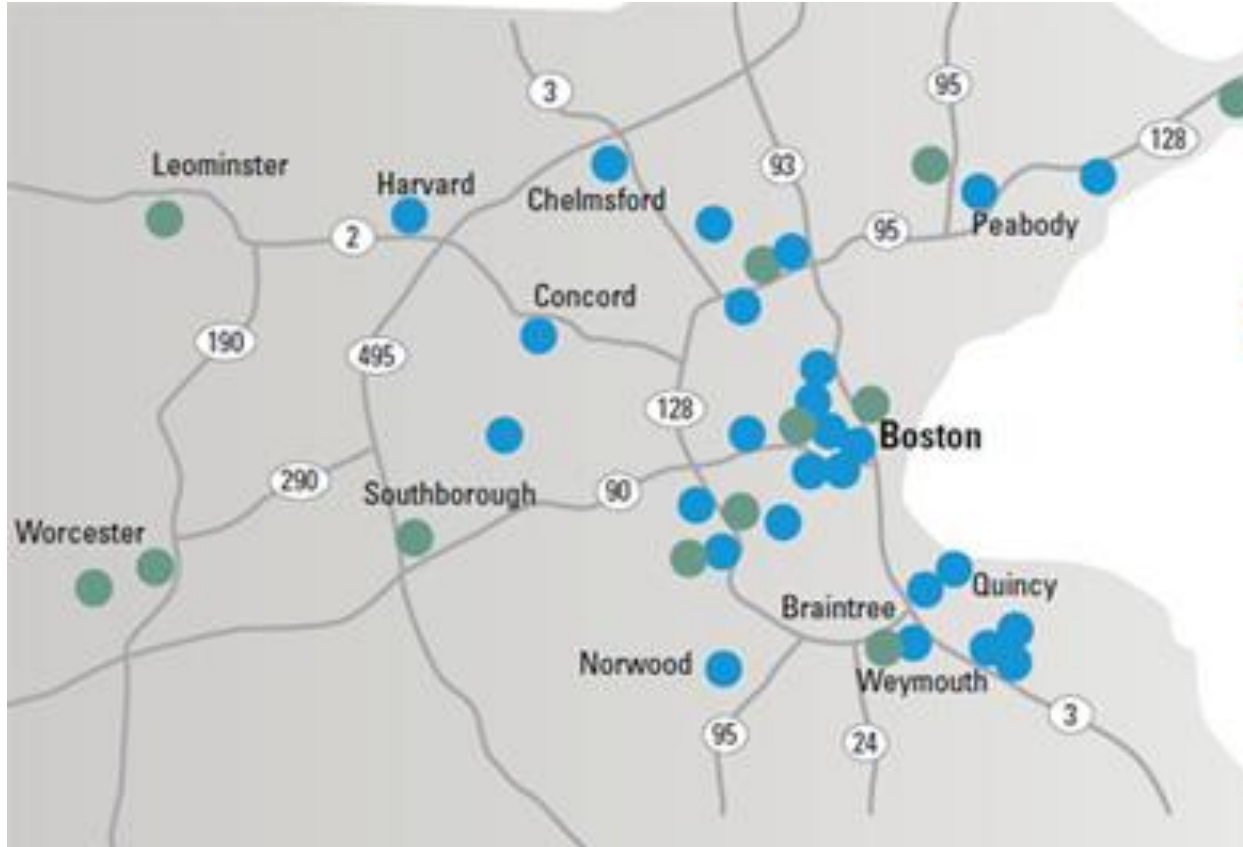 3
95
128
93
Leominster
Harvard
Chelmsford
Peabody
2
95
Concord
190
495
128
Boston
290
Southborough
90
Worcester
Quincy
Braintree
Norwood
Weymouth
3
95
24